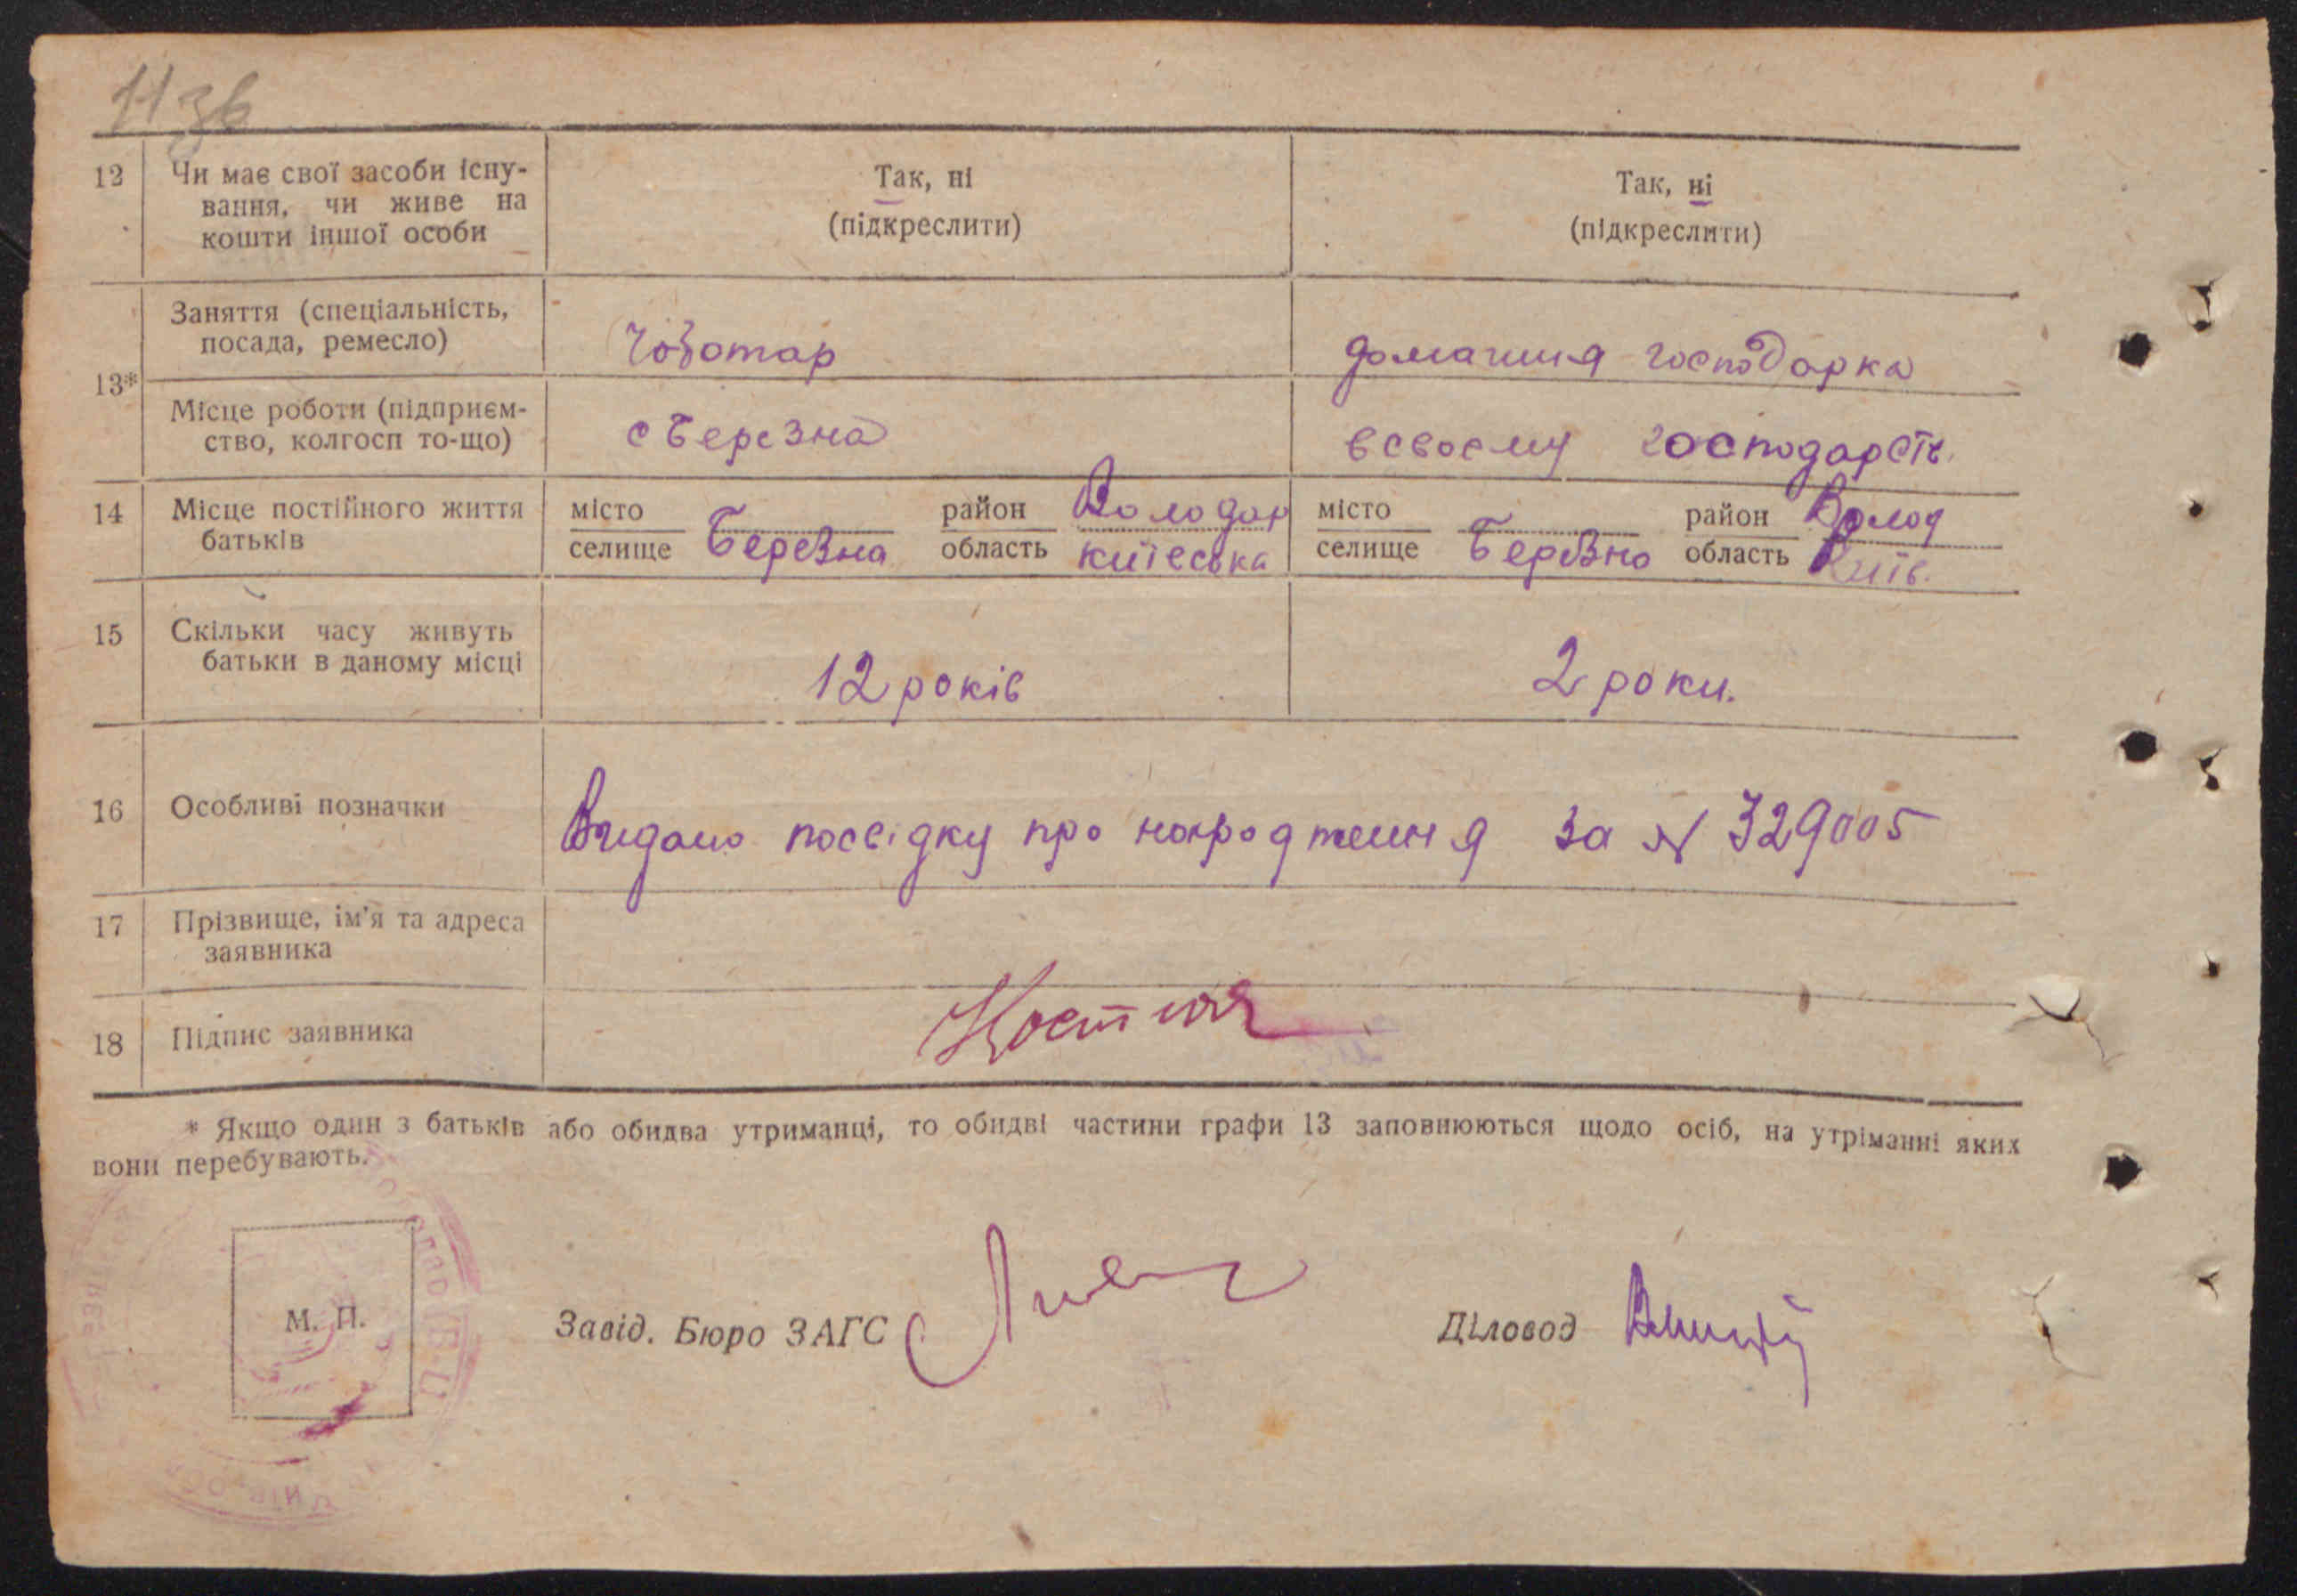 11 зв
12 Чи має свої засоби існу- Так, ні Так, ні
вання, чи живе на (підкреслити) (підкреслити)
кошти іншої особи
13* Заняття (спеціальність,
посада, ремесло) Чоботар домашня господарка
Місце роботи (підприєм-
ство, колгосп то-що) с Березна в своєму господарств.
14 Місце постійного життя місто район Володар місто район Волод
батьків селище Березна область київська селище Березна область Київ.
15 Скільки часу живуть
батьки в даному місці 12 років 2 роки.
16 Особливі позначки Видано посвідку про народження за № 329005
17 Прізвище, ім'я та адреса
заявника
18 Підпис заявника
* Якщо один з батьків або обидва утриманці, то обидві частини графи 13 заповнюються щодо осіб, на утріманні яких
вони перебувають.
М. П.
Завід. Бюро ЗАГС Діловод